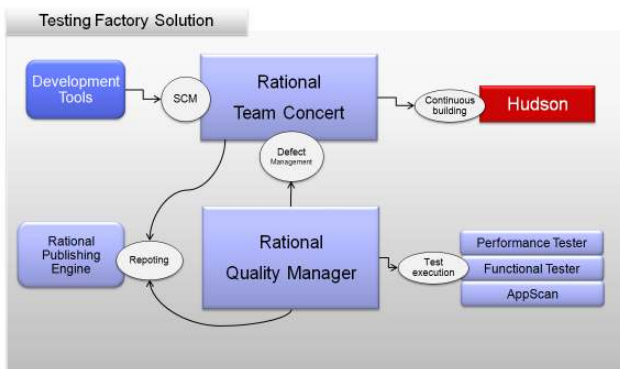 Testing Factory Solution
Development
Tools
SCM
Rational
Team Concert
Continuous
building
Hudson
Defect
Management
Rational
Publishing
Engine
Repoting
Rational
Quality Manager
Test
execution
Performance Tester
Functional Tester
AppScan